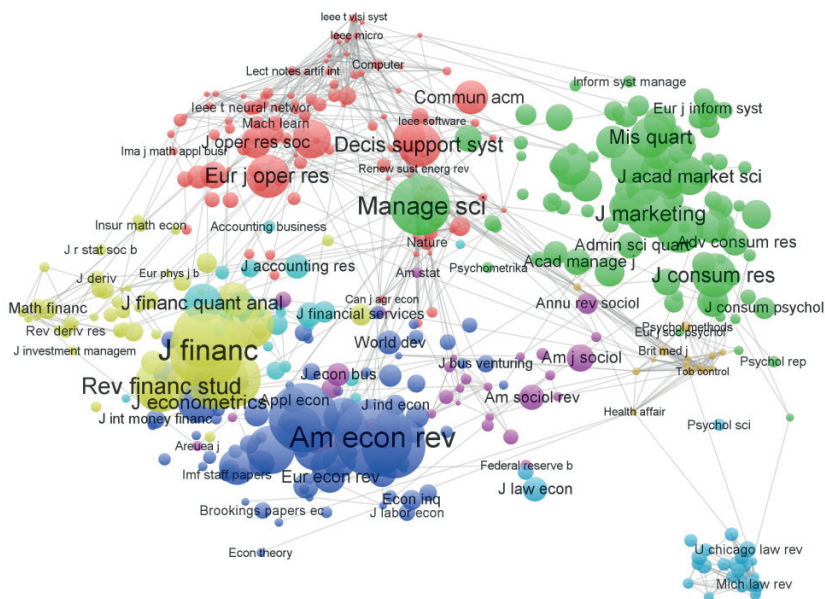 Ieee t vlsi syst
Ieee micro
Lect notes artif int
Computer
Inform syst manage
Commun acm
Ieee t neural networ
Eur j inform syst
Mach learn
Ieee software
J oper res soc
Decis support syst
Mis quart
Ima j math appl busi
Renew sust energ rev
J acad market sci
Eur j oper res
Manage sci
J marketing
Insur math econ
Accounting business
J r stat soc b
Nature
Admin sci quart
Adv consum res
Eur phys j b
J accounting res
Am stat
Psychometrika
Acad manage j
J deriv
J consum res
J financ quant anal
Can j agr econ
Annu rev sociol
J consum psychol
Math financ
J financial services
Rev deriv res
Psychol methods
Eur j soc psychol
J investment managem
J financ
World dev
Brit med j
J bus venturing
Am j sociol
Psychol rep
Tob control
Rev financ stud
J econ bus
Appl econ
Am sociol rev
J econometrics
J ind econ
J int money financ
Health affair
Psychol sci
Am econ rev
Imf staff papers
Eur econ rev
Federal reserve b
J law econ
Econ inq
Brookings papers ec
J labor econ
Econ theory
U chicago law rev
Mich law rev